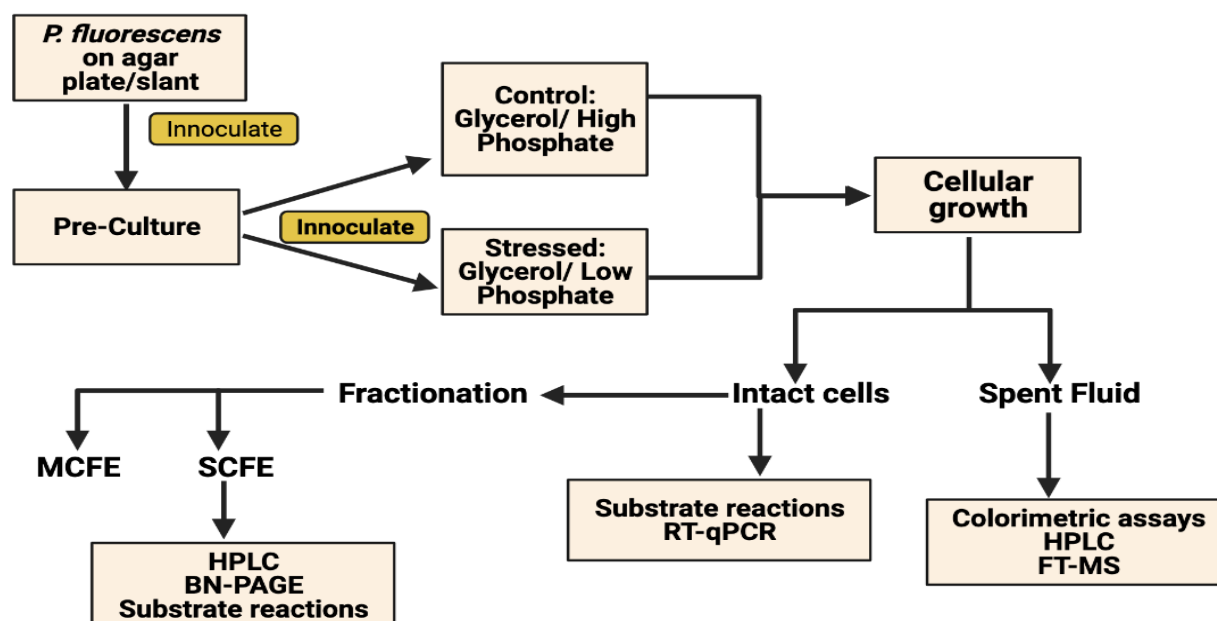 P. fluorescens
on agar
plate/slant
Innoculate
Pre-Culture
Innoculate
Control:
Glycerol/ High
Phosphate
Stressed:
Glycerol/ Low
Phosphate
Cellular
growth
Fractionation
Intact cells
Spent Fluid
MCFE
SCFE
HPLC
BN-PAGE
Substrate reactions
Substrate reactions
RT-qPCR
Colorimetric assays
HPLC
FT-MS